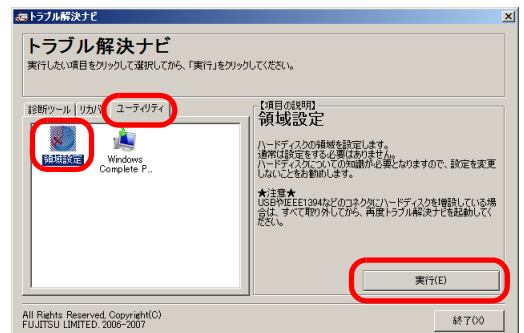 トラブル解決ナビ
トラブル解決ナビ
実行したい項目をクリックして選択してから、「実行」をクリックしてください。
診断ツール
リカバ
ユーティリティ
領域設定
Windows
Complete P...
【項目の説明】
領域設定
ハードディスクの領域を設定します。
通常は設定をする必要はありません。
ハードディスクについての知識が必要となりますので、設定を変更
しないことをお勧めします。
★注意★
USBやIEEE1394などのコネクタにハードディスクを増設している場
合は、すべて取り外してから、再度トラブル解決ナビを起動してく
ださい。
実行(E)
All Rights Reserved, Copyright(C)
FUJITSU LIMITED. 2006-2007
終了(X)